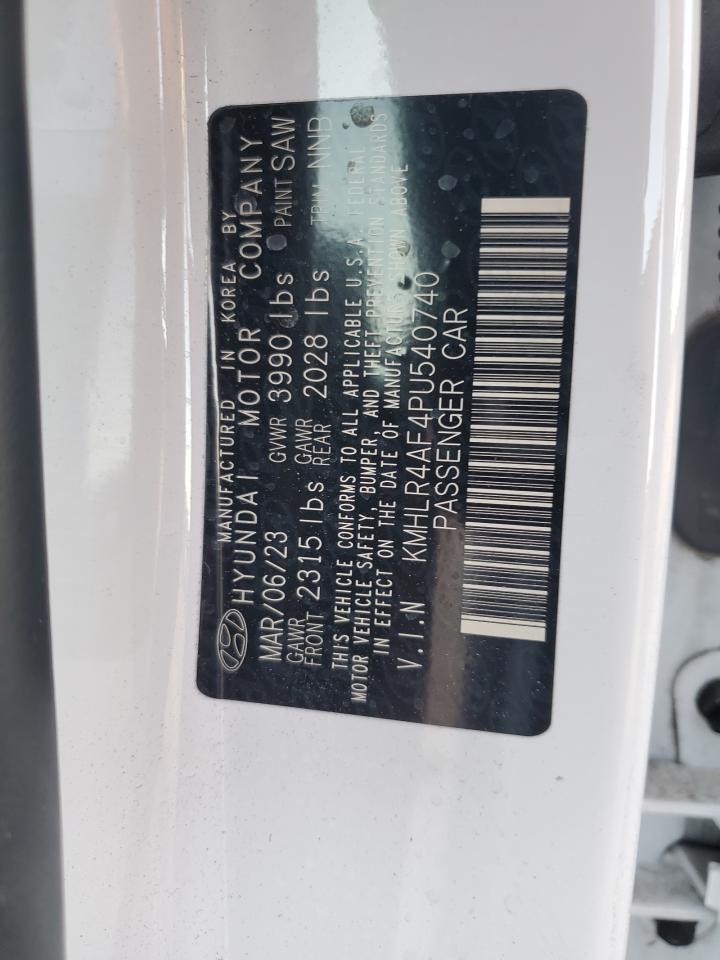 MANUFACTURED IN KOREA BY
HYUNDAI MOTOR COMPANY
MAR/06/23 GVWR 3990 lbs PAINT SAW
GAWR FRONT 2315 lbs GAWR REAR 2028 lbs TRIM NNB
THIS VEHICLE CONFORMS TO ALL APPLICABLE U.S.A. FEDERAL
MOTOR VEHICLE SAFETY, BUMPER, AND THEFT PREVENTION STANDARDS
IN EFFECT ON THE DATE OF MANUFACTURE SHOWN ABOVE
V.I.N KMHLR4AF4PU540740
PASSENGER CAR